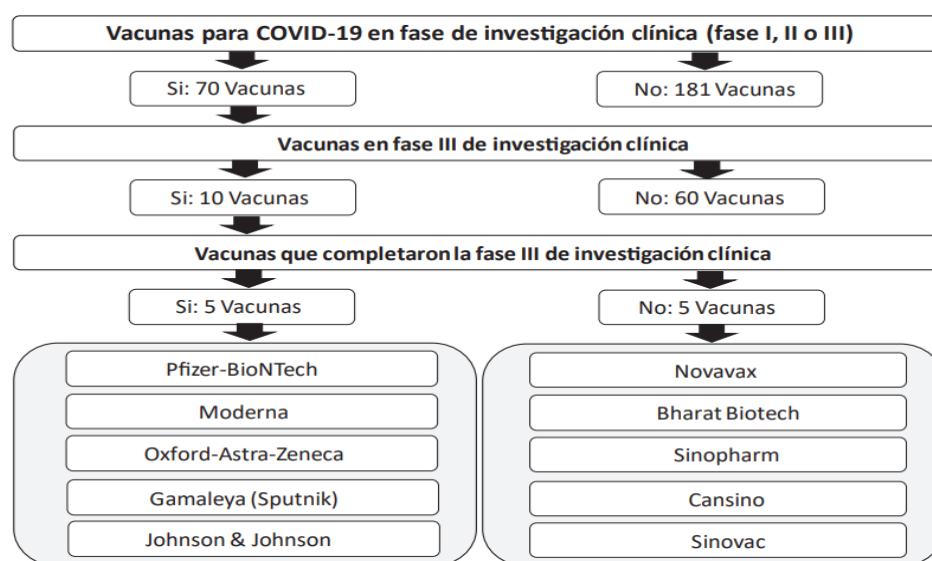 Vacunas para COVID-19 en fase de investigación clínica (fase I, II o III)
Si: 70 Vacunas
No: 181 Vacunas
Vacunas en fase III de investigación clínica
Si: 10 Vacunas
No: 60 Vacunas
Vacunas que completaron la fase III de investigación clínica
Si: 5 Vacunas
No: 5 Vacunas
Pfizer-BioNTech
Moderna
Oxford-Astra-Zeneca
Gamaleya (Sputnik)
Johnson & Johnson
Novavax
Bharat Biotech
Sinopharm
Cansino
Sinovac